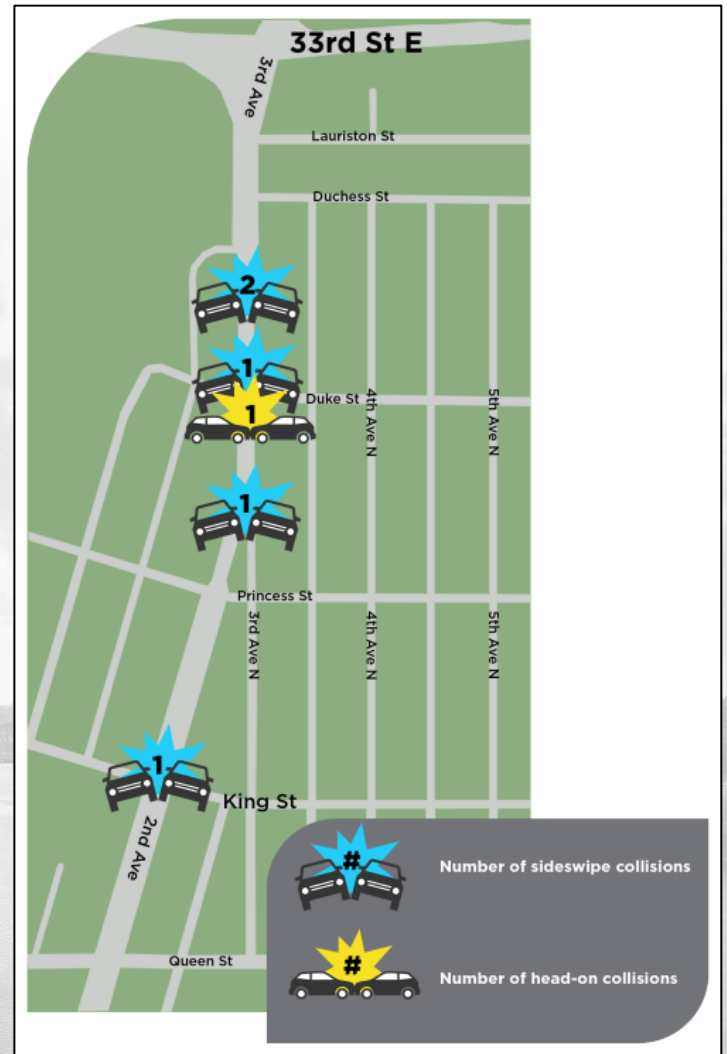 33rd St E
3rd Ave
Lauriston St
Duchess St
2
1
Duke St
1
4th Ave N
5th Ave N
1
Princess St
3rd Ave N
4th Ave N
5th Ave N
1
King St
2nd Ave
Queen St
# Number of sideswipe collisions
# Number of head-on collisions